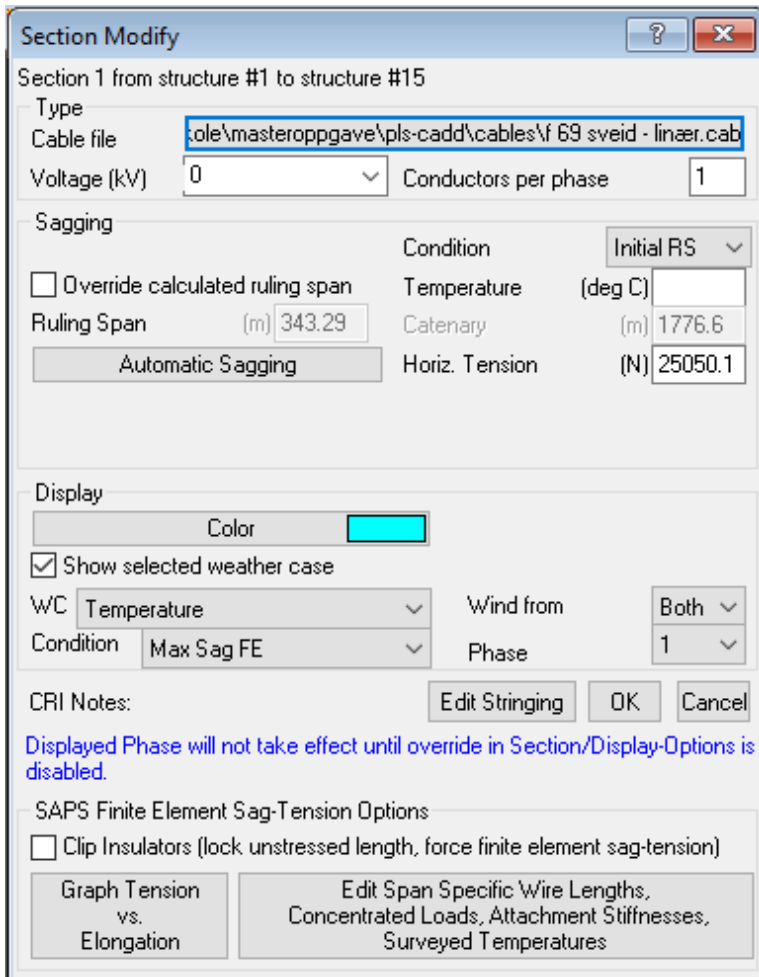 Section Modify
Section 1 from structure #1 to structure #15
Type
Cable file :ole\masteroppgave\pls-cadd\cables\f 69 sveid - linær.cab
Voltage (kV) 0 Conductors per phase 1
Sagging
Condition Initial RS
Override calculated ruling span Temperature (deg C)
Ruling Span (m) 343.29 Catenary (m) 1776.6
Automatic Sagging Horiz. Tension (N) 25050.1
Display
Color
Show selected weather case
WC Temperature Wind from Both
Condition Max Sag FE Phase 1
CRI Notes: Edit Stringing OK Cancel
Displayed Phase will not take effect until override in Section/Display-Options is
disabled.
SAPS Finite Element Sag-Tension Options
Clip Insulators (lock unstressed length, force finite element sag-tension)
Graph Tension
vs.
Elongation
Edit Span Specific Wire Lengths,
Concentrated Loads, Attachment Stiffnesses,
Surveyed Temperatures